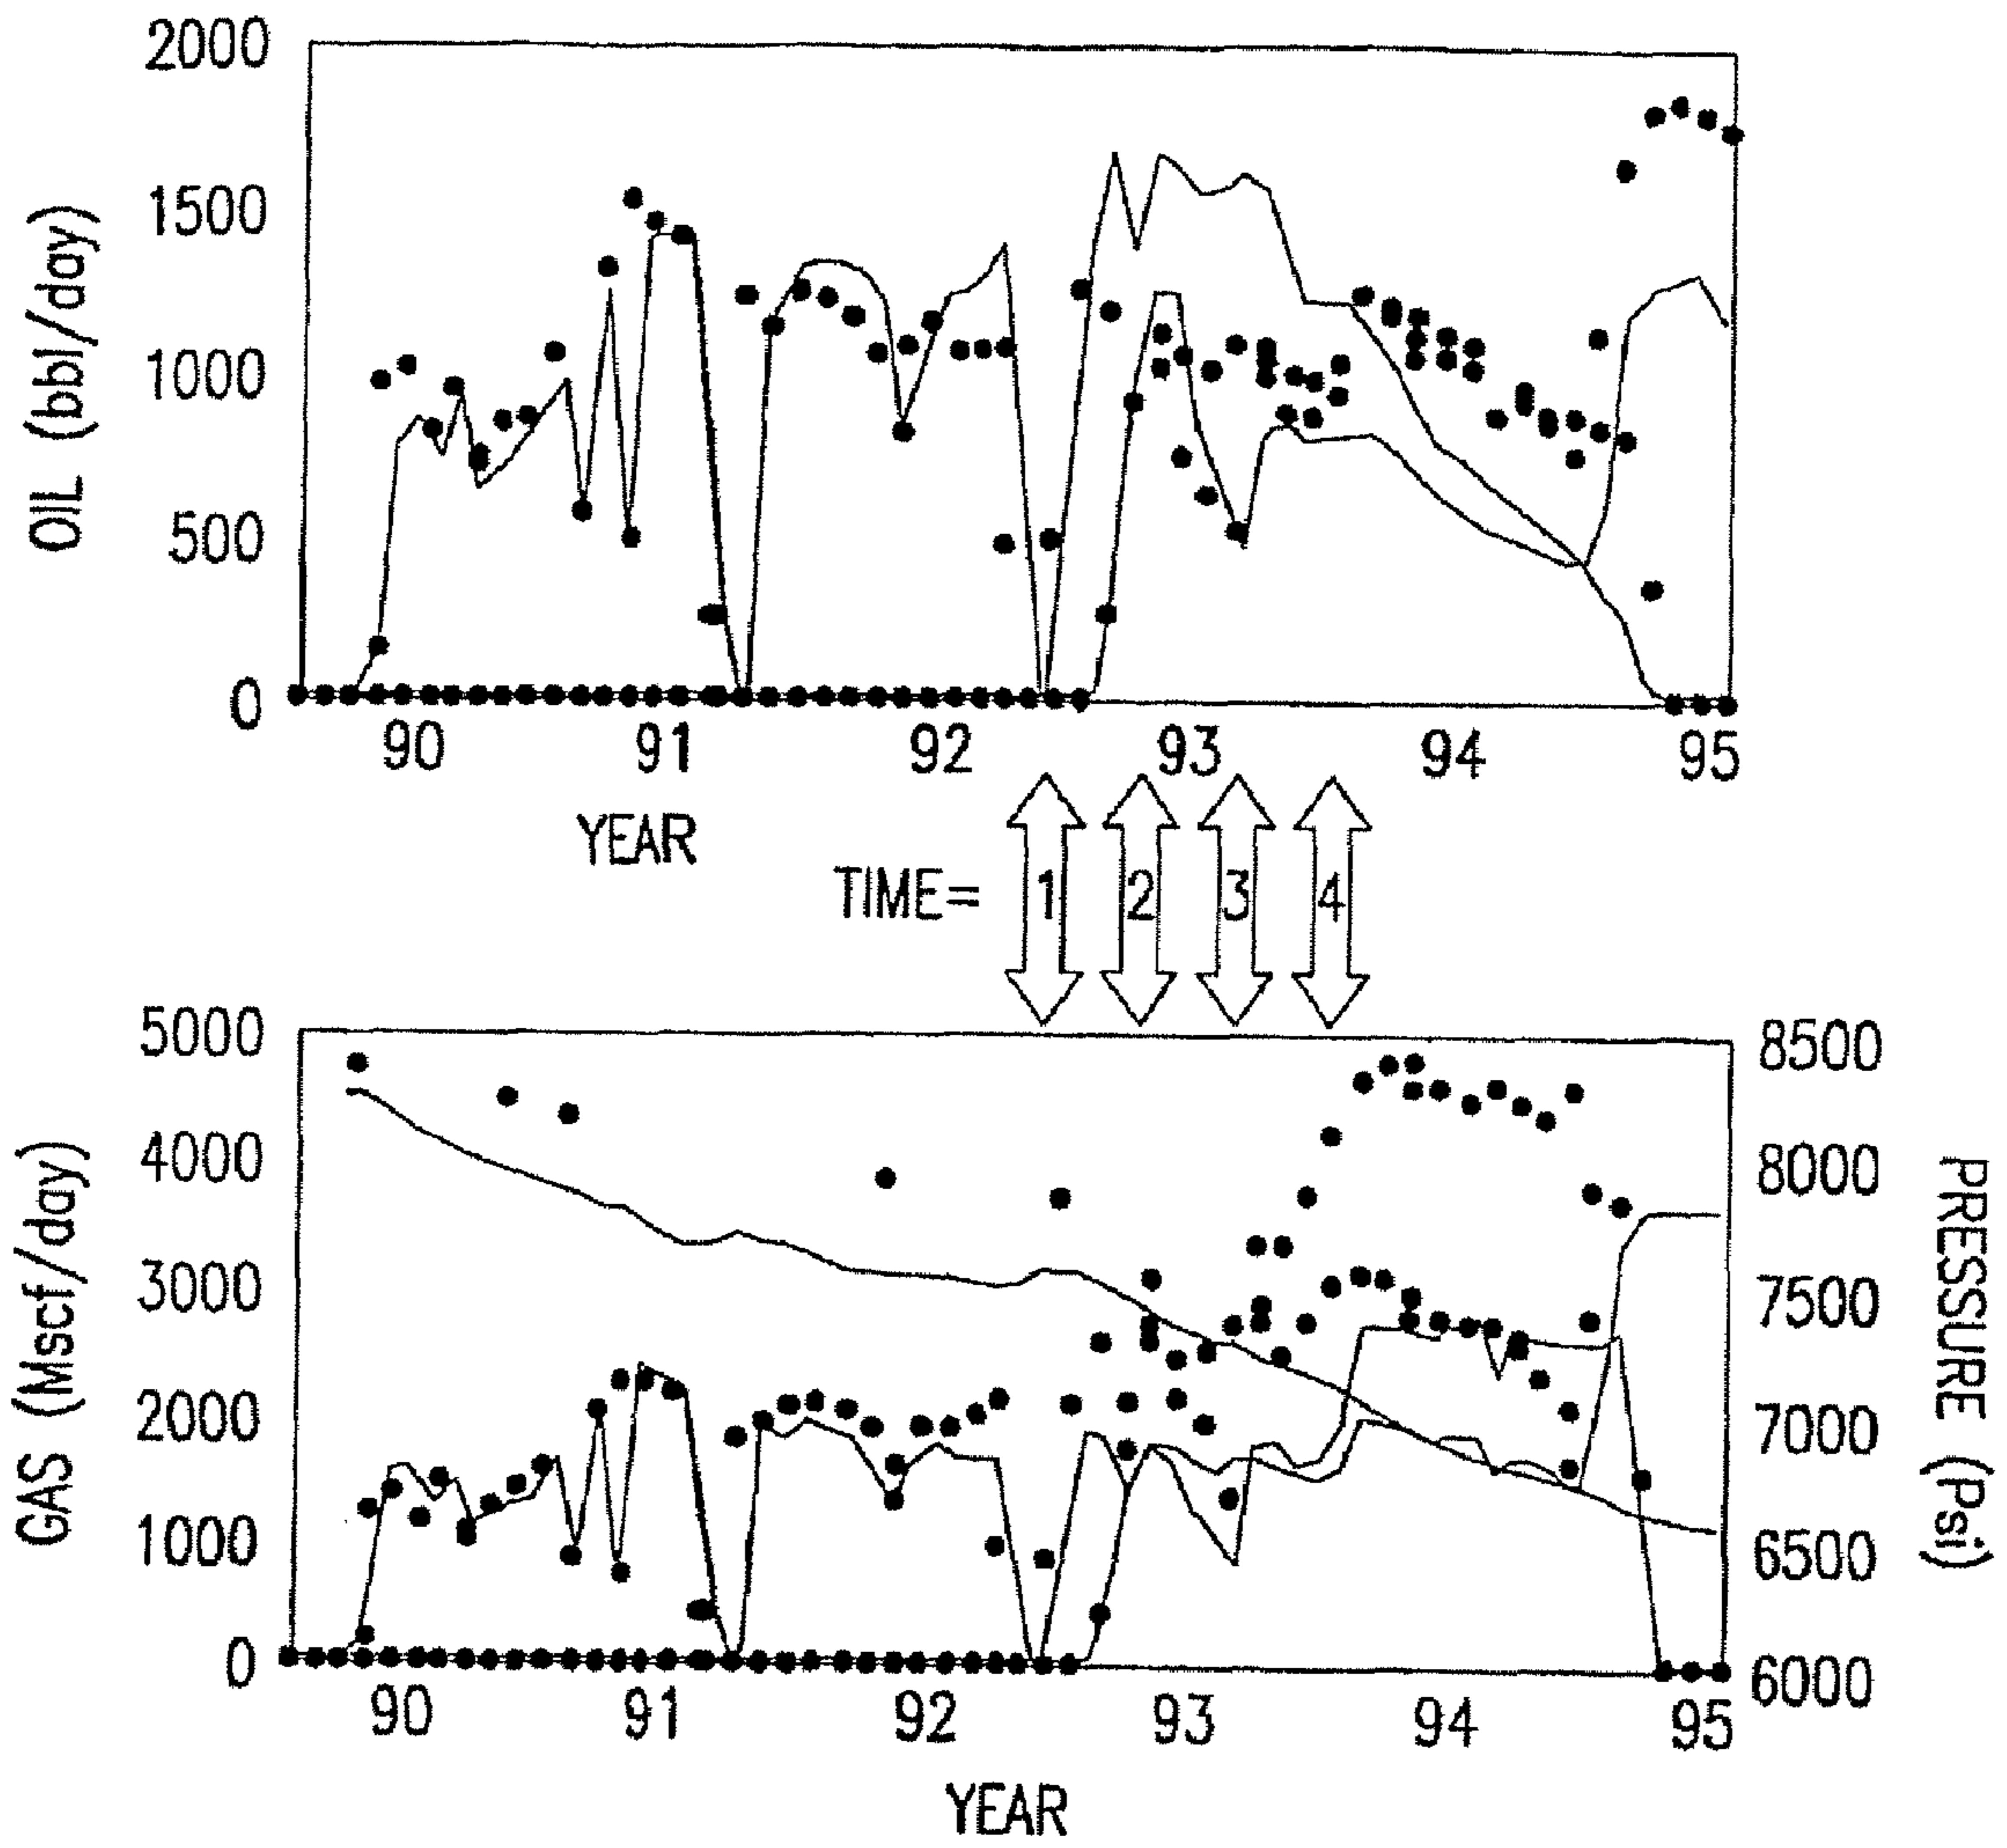 2000
1500
1000
500
0
OIL (bbl/day)
90 91 92 93 94 95
YEAR
TIME= 1 2 3 4
5000
4000
3000
2000
1000
0
GAS (Mscf/day)
8500
8000
7500
7000
6500
6000
PRESSURE (Psi)
90 91 92 93 94 95
YEAR